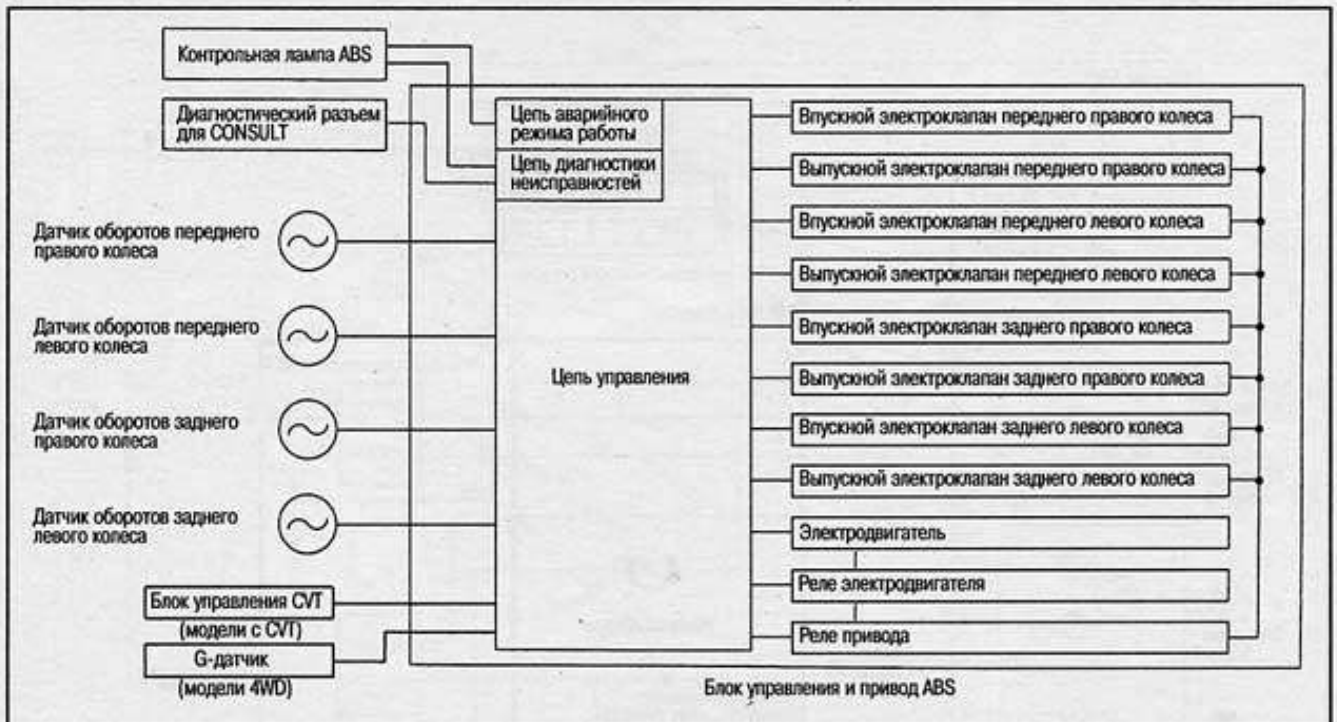 Контрольная лампа ABS
Диагностический разъем
для CONSULT
Датчик оборотов переднего
правого колеса
Датчик оборотов переднего
левого колеса
Датчик оборотов заднего
правого колеса
Датчик оборотов заднего
левого колеса
Блок управления CVT
(модели с CVT)
G-датчик
(модели 4WD)
Цепь аварийного
режима работы
Цепь диагностики
неисправностей
Цепь управления
Впускной электроклапан переднего правого колеса
Выпускной электроклапан переднего правого колеса
Впускной электроклапан переднего левого колеса
Выпускной электроклапан переднего левого колеса
Впускной электроклапан заднего правого колеса
Выпускной электроклапан заднего правого колеса
Впускной электроклапан заднего левого колеса
Выпускной электроклапан заднего левого колеса
Электродвигатель
Реле электродвигателя
Реле привода
Блок управления и привод ABS